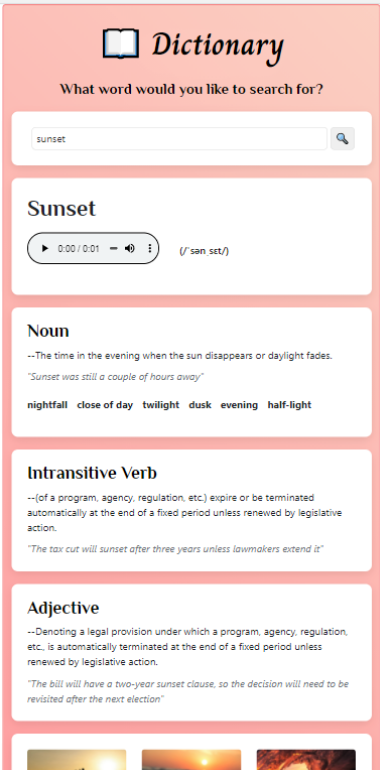 Dictionary
What word would you like to search for?
sunset
Sunset
0:00 / 0:01
(/ˈsənˌsɛt/)
Noun
--The time in the evening when the sun disappears or daylight fades.
"Sunset was still a couple of hours away"
nightfall close of day twilight dusk evening half-light
Intransitive Verb
--(of a program, agency, regulation, etc.) expire or be terminated
automatically at the end of a fixed period unless renewed by legislative
action.
"The tax cut will sunset after three years unless lawmakers extend it"
Adjective
--Denoting a legal provision under which a program, agency, regulation,
etc., is automatically terminated at the end of a fixed period unless
renewed by legislative action.
"The bill will have a two-year sunset clause, so the decision will need to be
revisited after the next election"